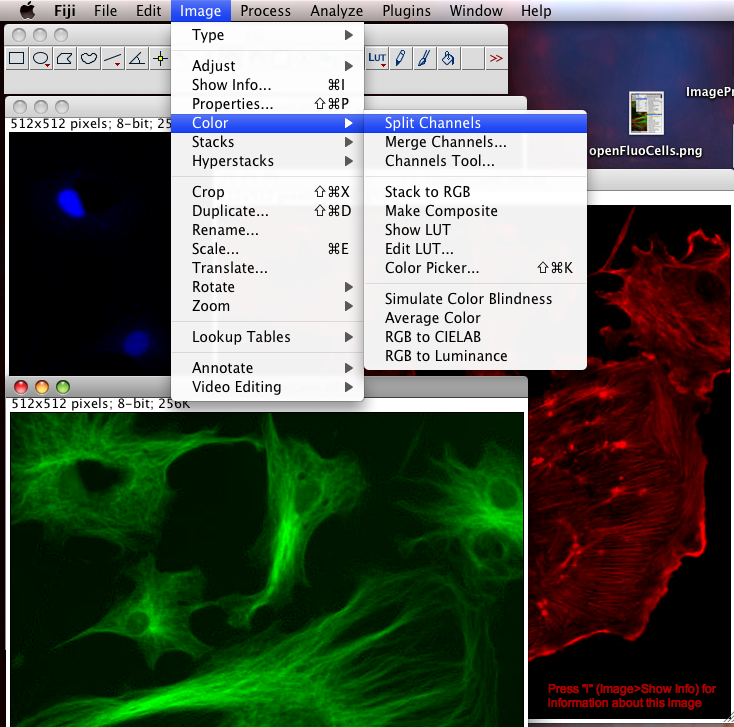 Fiji File Edit Image Process Analyze Plugins Window Help
LUT >>
Type
Adjust
Show Info... ⌘I
Properties... ⇧⌘P
Color
Stacks
Hyperstacks
Crop ⇧⌘X
Duplicate... ⇧⌘D
Rename...
Scale... ⌘E
Translate...
Rotate
Zoom
Lookup Tables
Annotate
Video Editing
Split Channels
Merge Channels...
Channels Tool...
Stack to RGB
Make Composite
Show LUT
Edit LUT...
Color Picker... ⇧⌘K
Simulate Color Blindness
Average Color
RGB to CIELAB
RGB to Luminance
ImagePr
openFluoCells.png
512x512 pixels; 8-bit; 25
512x512 pixels; 8-bit; 256K
Press "i" (Image>Show Info) for
information about this image